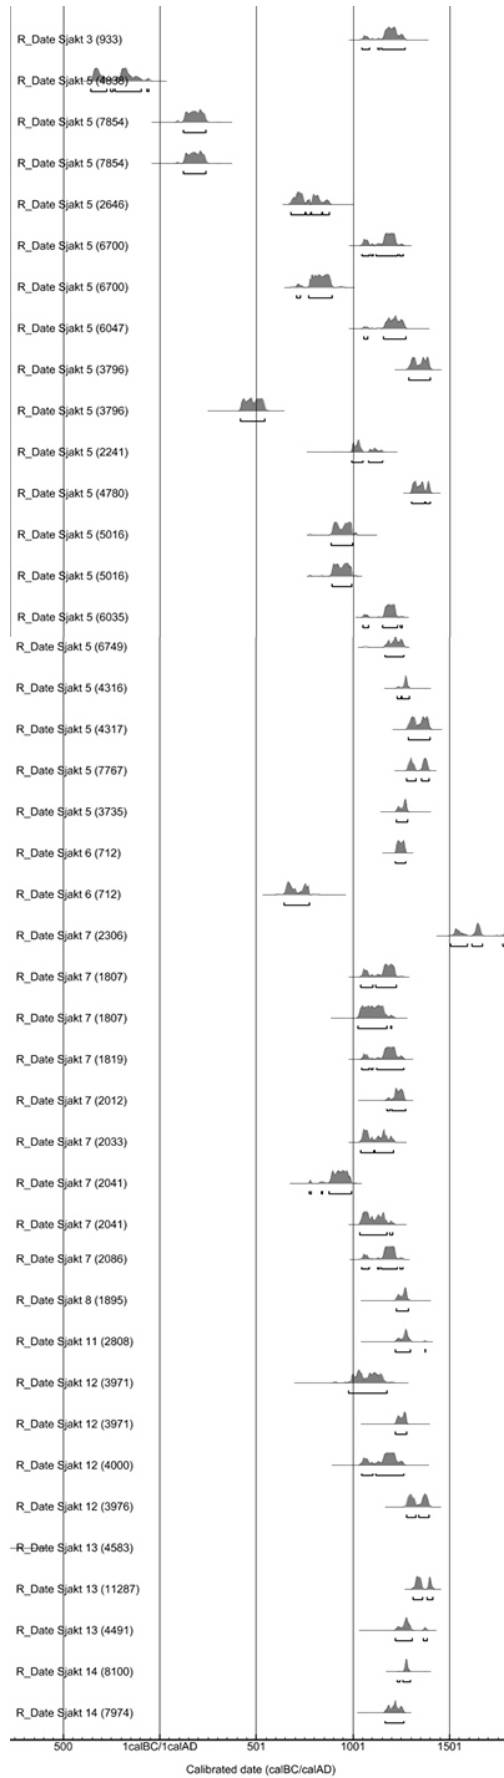 R_Date Sjakt 3 (933)
R_Date Sjakt 5 (4838)
R_Date Sjakt 5 (7854)
R_Date Sjakt 5 (7854)
R_Date Sjakt 5 (2646)
R_Date Sjakt 5 (6700)
R_Date Sjakt 5 (6700)
R_Date Sjakt 5 (6047)
R_Date Sjakt 5 (3796)
R_Date Sjakt 5 (3796)
R_Date Sjakt 5 (2241)
R_Date Sjakt 5 (4780)
R_Date Sjakt 5 (5016)
R_Date Sjakt 5 (5016)
R_Date Sjakt 5 (6035)
R_Date Sjakt 5 (6749)
R_Date Sjakt 5 (4316)
R_Date Sjakt 5 (4317)
R_Date Sjakt 5 (7767)
R_Date Sjakt 5 (3735)
R_Date Sjakt 6 (712)
R_Date Sjakt 6 (712)
R_Date Sjakt 7 (2306)
R_Date Sjakt 7 (1807)
R_Date Sjakt 7 (1807)
R_Date Sjakt 7 (1819)
R_Date Sjakt 7 (2012)
R_Date Sjakt 7 (2033)
R_Date Sjakt 7 (2041)
R_Date Sjakt 7 (2041)
R_Date Sjakt 7 (2086)
R_Date Sjakt 8 (1895)
R_Date Sjakt 11 (2808)
R_Date Sjakt 12 (3971)
R_Date Sjakt 12 (3971)
R_Date Sjakt 12 (4000)
R_Date Sjakt 12 (3976)
R_Date Sjakt 13 (4583)
R_Date Sjakt 13 (11287)
R_Date Sjakt 13 (4491)
R_Date Sjakt 14 (8100)
R_Date Sjakt 14 (7974)
500 1calBC/1calAD 501 1001 1501
Calibrated date (calBC/calAD)